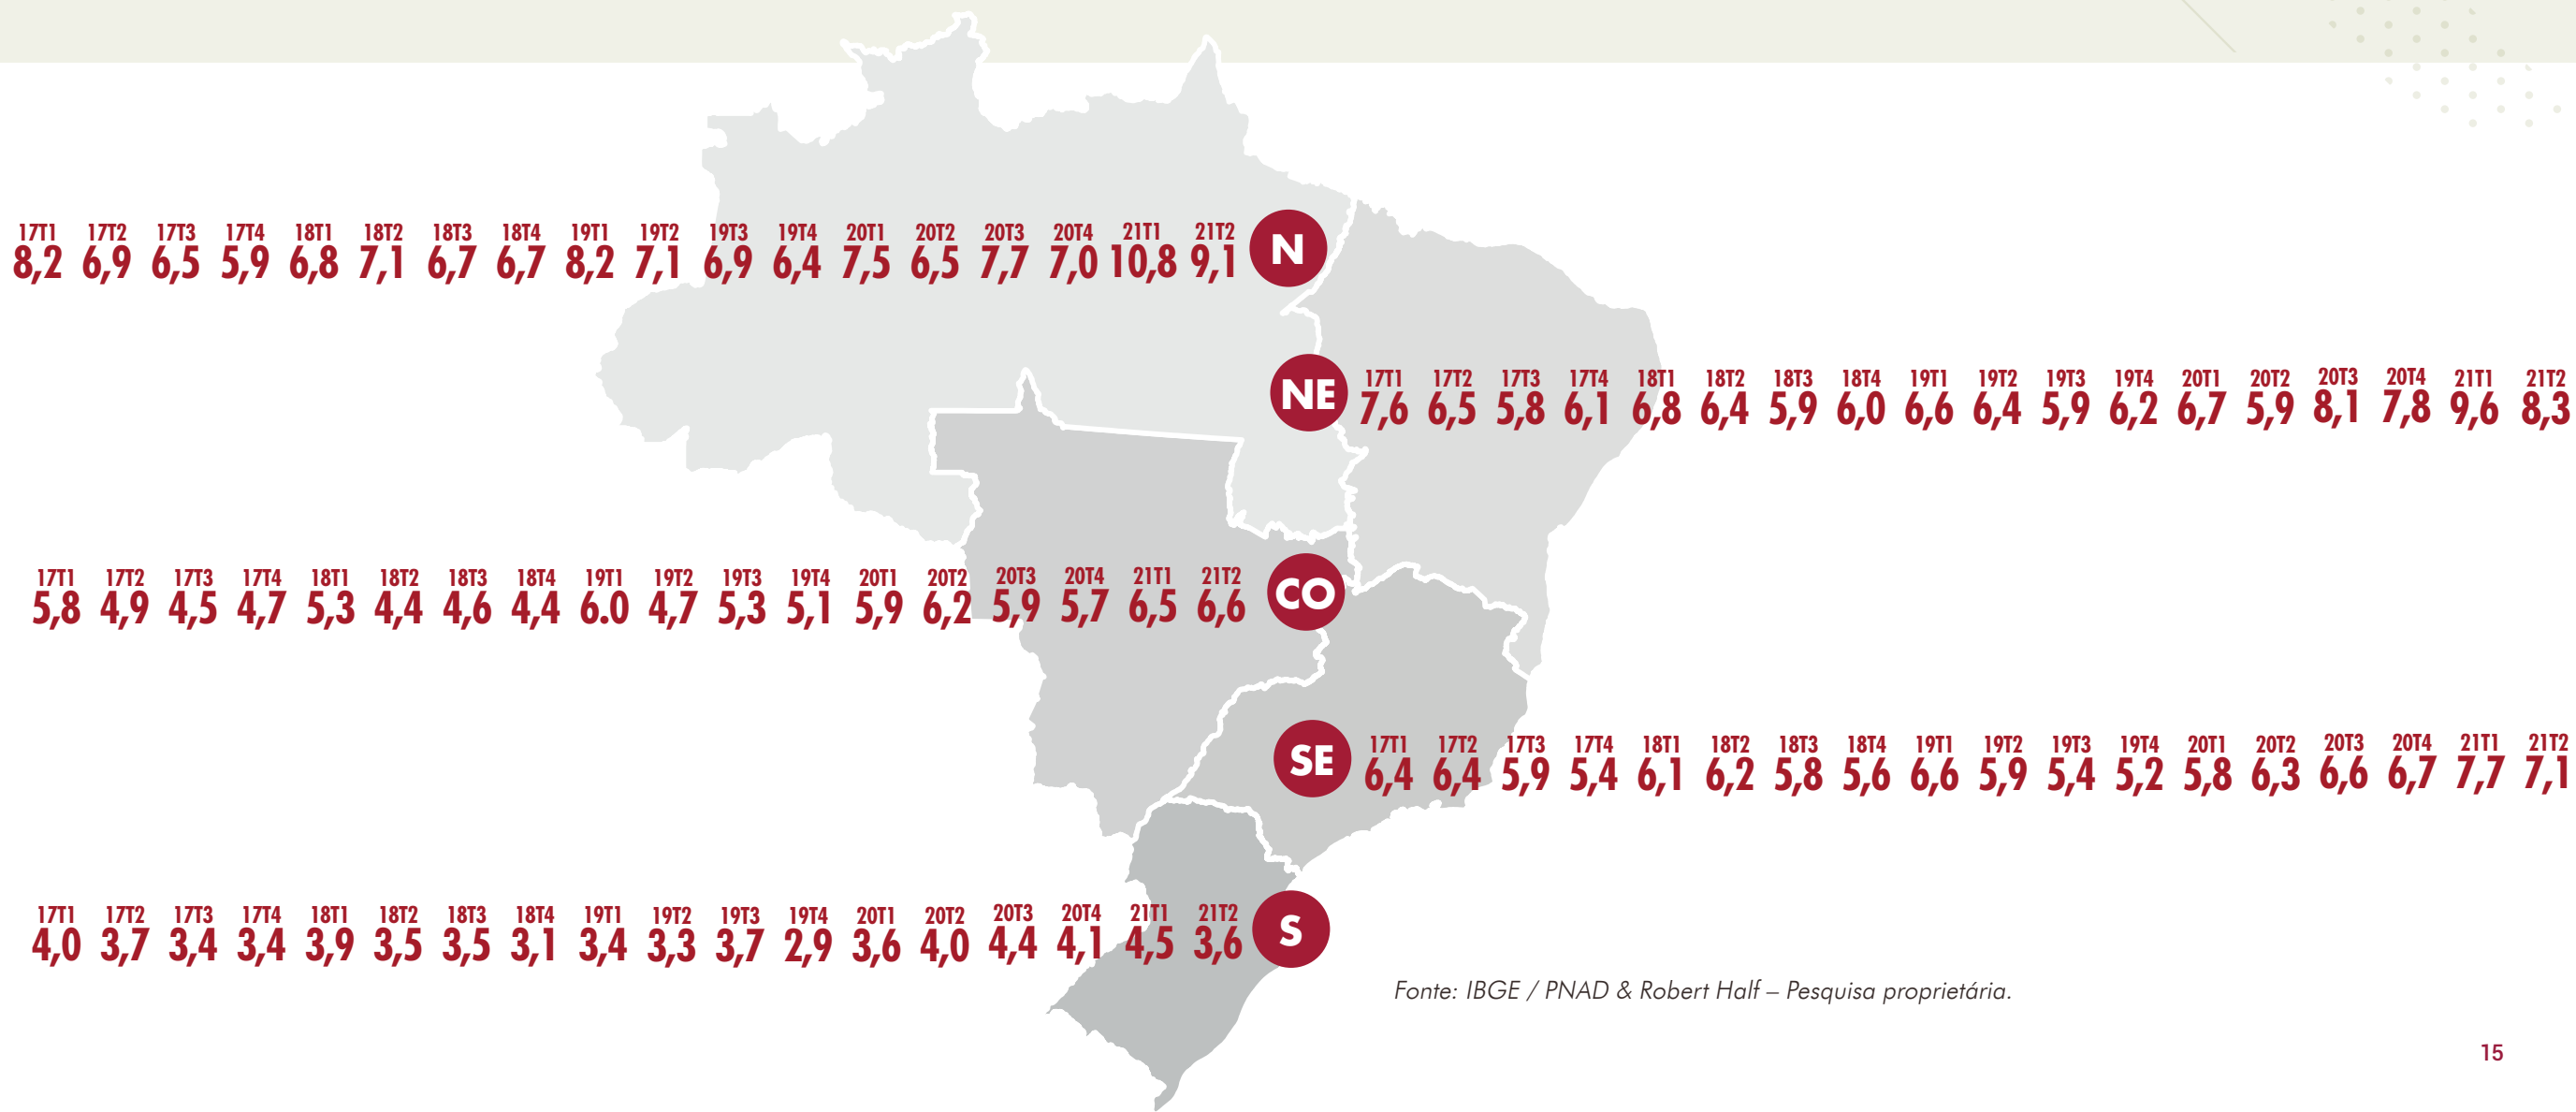 17T1 17T2 17T3 17T4 18T1 18T2 18T3 18T4 19T1 19T2 19T3 19T4 20T1 20T2 20T3 20T4 21T1 21T2
8,2 6,9 6,5 5,9 6,8 7,1 6,7 6,7 8,2 7,1 6,9 6,4 7,5 6,5 7,7 7,0 10,8 9,1
N
NE
17T1 17T2 17T3 17T4 18T1 18T2 18T3 18T4 19T1 19T2 19T3 19T4 20T1 20T2 20T3 20T4 21T1 21T2
7,6 6,5 5,8 6,1 6,8 6,4 5,9 6,0 6,6 6,4 5,9 6,2 6,7 5,9 8,1 7,8 9,6 8,3
17T1 17T2 17T3 17T4 18T1 18T2 18T3 18T4 19T1 19T2 19T3 19T4 20T1 20T2 20T3 20T4 21T1 21T2
5,8 4,9 4,5 4,7 5,3 4,4 4,6 4,4 6.0 4,7 5,3 5,1 5,9 6,2 5,9 5,7 6,5 6,6
CO
SE
17T1 17T2 17T3 17T4 18T1 18T2 18T3 18T4 19T1 19T2 19T3 19T4 20T1 20T2 20T3 20T4 21T1 21T2
6,4 6,4 5,9 5,4 6,1 6,2 5,8 5,6 6,6 5,9 5,4 5,2 5,8 6,3 6,6 6,7 7,7 7,1
17T1 17T2 17T3 17T4 18T1 18T2 18T3 18T4 19T1 19T2 19T3 19T4 20T1 20T2 20T3 20T4 21T1 21T2
4,0 3,7 3,4 3,4 3,9 3,5 3,5 3,1 3,4 3,3 3,7 2,9 3,6 4,0 4,4 4,1 4,5 3,6
S
Fonte: IBGE / PNAD & Robert Half – Pesquisa proprietária.
15